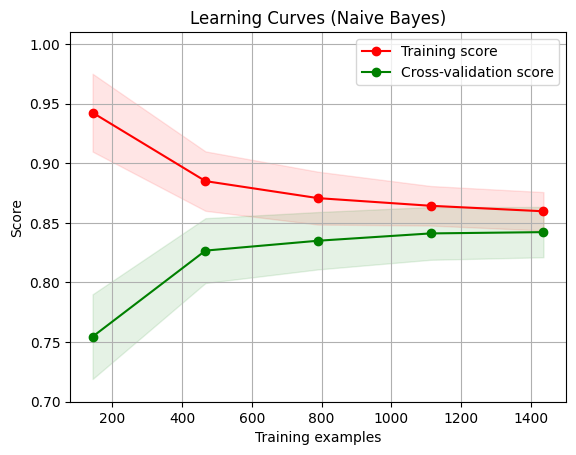 Learning Curves (Naive Bayes)
Training score
Cross-validation score
Score
1.00
0.95
0.90
0.85
0.80
0.75
0.70
200 400 600 800 1000 1200 1400
Training examples